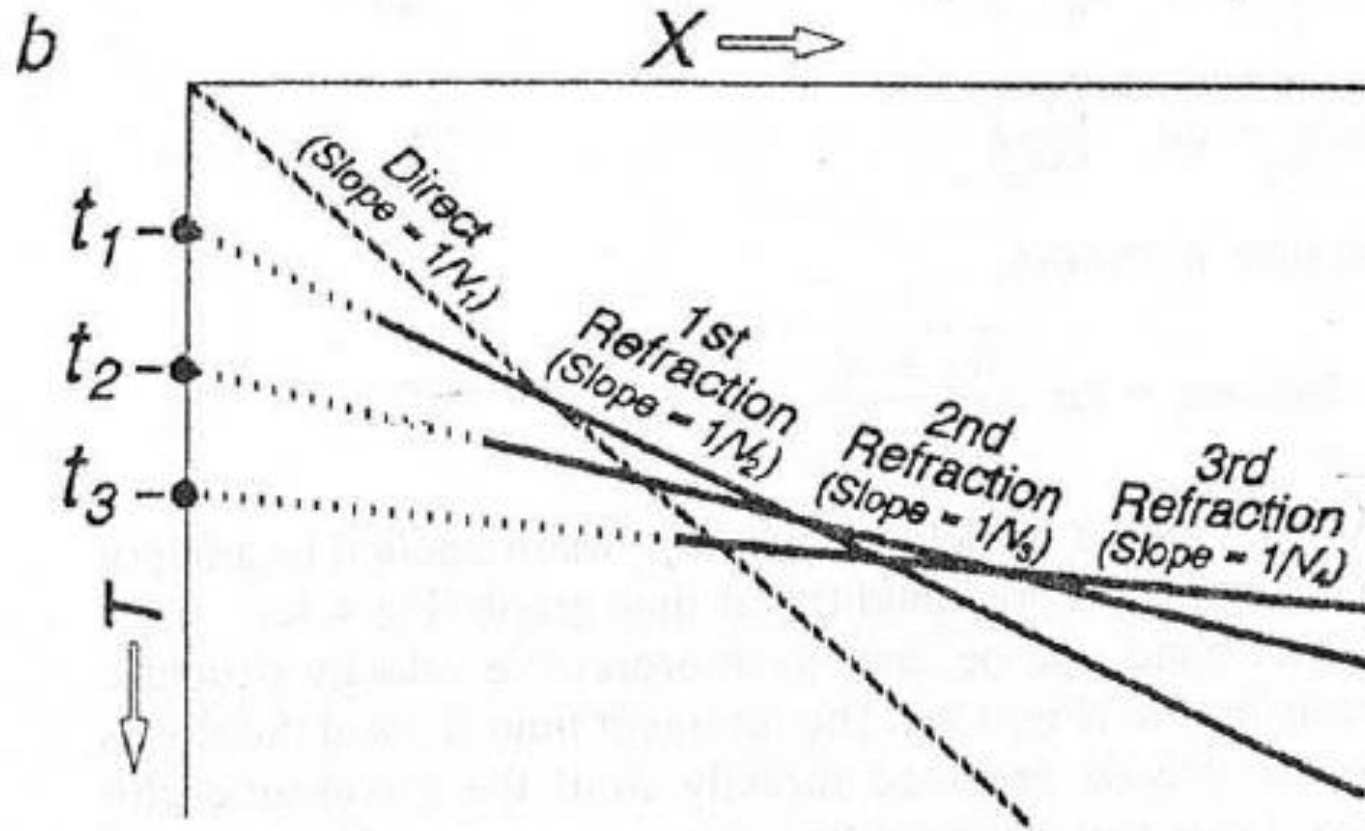 b
X
Direct
(Slope = 1/V₁)
t₁
1st
Refraction
(Slope = 1/V₂)
t₂
2nd
Refraction
(Slope = 1/V₃)
3rd
Refraction
(Slope = 1/V₄)
t₃
T